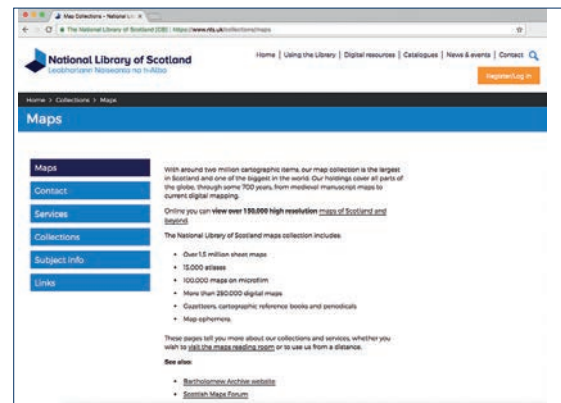 Map Collections - National Li
The National Library of Scotland [GB] | https://www.nls.uk/collections/maps
National Library of Scotland
Leabharlann Nàiseanta na h-Alba
Home | Using the Library | Digital resources | Catalogues | News & events | Contact
Register/Log in
Home > Collections > Maps
Maps
Maps
Contact
Services
Collections
Subject info
Links
With around two million cartographic items, our map collection is the largest
in Scotland and one of the biggest in the world. Our holdings cover all parts of
the globe, through some 700 years, from medieval manuscript maps to
current digital mapping.
Online you can view over 150,000 high resolution maps of Scotland and
beyond.
The National Library of Scotland maps collection includes:
• Over 1.5 million sheet maps
• 15,000 atlases
• 100,000 maps on microfilm
• More than 250,000 digital maps
• Gazetteers, cartographic reference books and periodicals
• Map ephemera.
These pages tell you more about our collections and services, whether you
wish to visit the maps reading room or to use us from a distance.
See also:
• Bartholomew Archive website
• Scottish Maps Forum